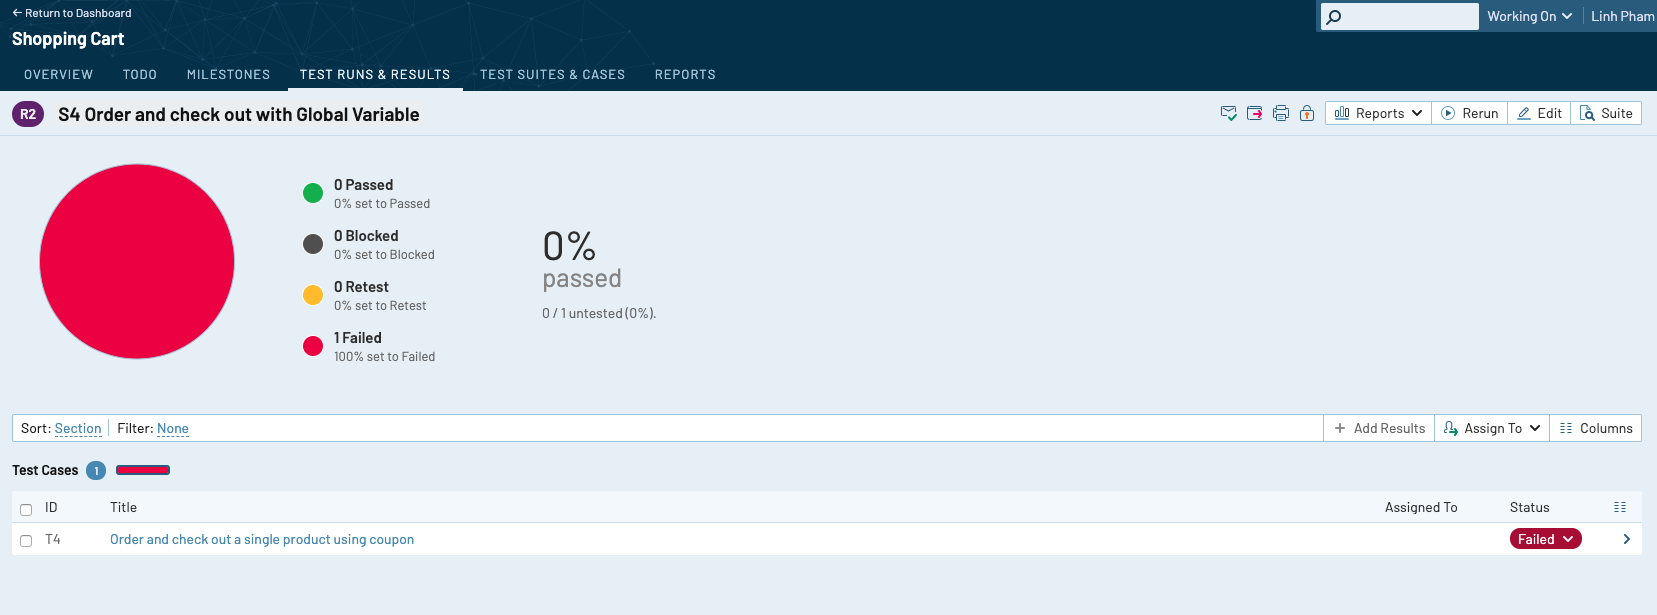 ← Return to Dashboard
Working On
Linh Pham
Shopping Cart
OVERVIEW TODO MILESTONES TEST RUNS & RESULTS TEST SUITES & CASES REPORTS
R2 S4 Order and check out with Global Variable
Reports Rerun Edit Suite
0 Passed
0% set to Passed
0 Blocked
0% set to Blocked
0 Retest
0% set to Retest
1 Failed
100% set to Failed
0%
passed
0 / 1 untested (0%).
Sort: Section Filter: None + Add Results Assign To Columns
Test Cases 1
ID Title Assigned To Status
T4 Order and check out a single product using coupon Failed